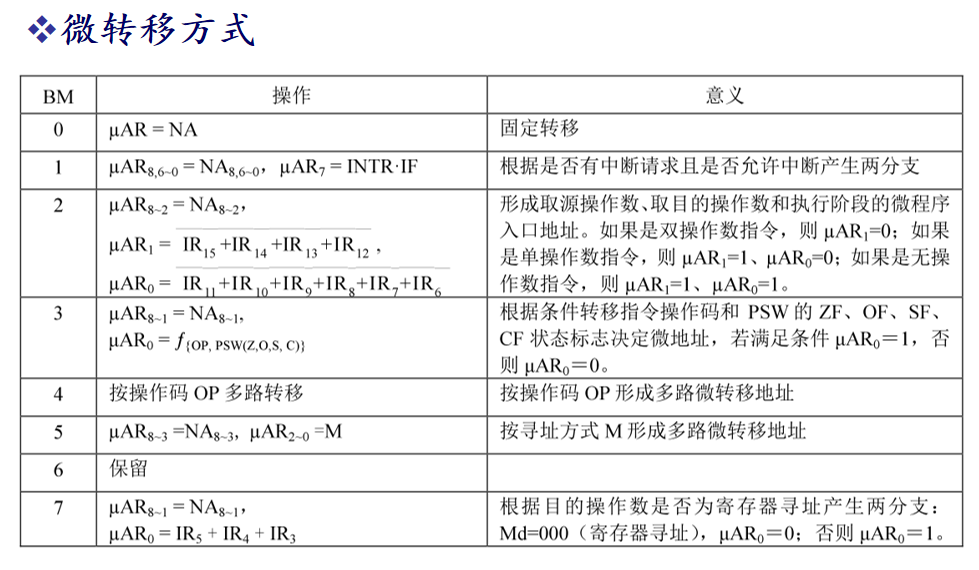 ❖微转移方式
BM 操作 意义
0 μAR = NA 固定转移
1 μAR8,6~0 = NA8,6~0，μAR7 = INTR·IF 根据是否有中断请求且是否允许中断产生两分支
2 μAR8~2 = NA8~2， 形成取源操作数、取目的操作数和执行阶段的微程序
μAR1 = IR15+IR14+IR13+IR12， 入口地址。如果是双操作数指令，则 μAR1=0；如果
是单操作数指令，则 μAR1=1、μAR0=0；如果是无操
μAR0 = IR11+IR10+IR9+IR8+IR7+IR6 作数指令，则 μAR1=1、μAR0=1。
3 μAR8~1 = NA8~1, 根据条件转移指令操作码和 PSW 的 ZF、OF、SF、
μAR0 = f{OP, PSW(Z,O,S, C)} CF 状态标志决定微地址，若满足条件 μAR0＝1，否
则 μAR0＝0。
4 按操作码 OP 多路转移 按操作码 OP 形成多路微转移地址
5 μAR8~3 =NA8~3, μAR2~0 =M 按寻址方式 M 形成多路微转移地址
6 保留
7 μAR8~1 = NA8~1， 根据目的操作数是否为寄存器寻址产生两分支：
μAR0 = IR5 + IR4 + IR3 Md=000（寄存器寻址），μAR0＝0；否则 μAR0＝1。